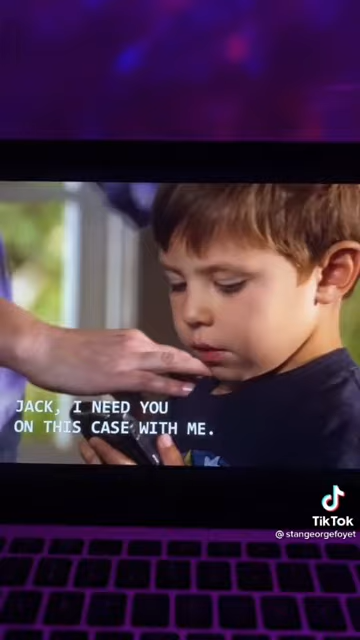 JACK, I NEED YOU
ON THIS CASE WITH ME.
TikTok
@stangeorgefoyet